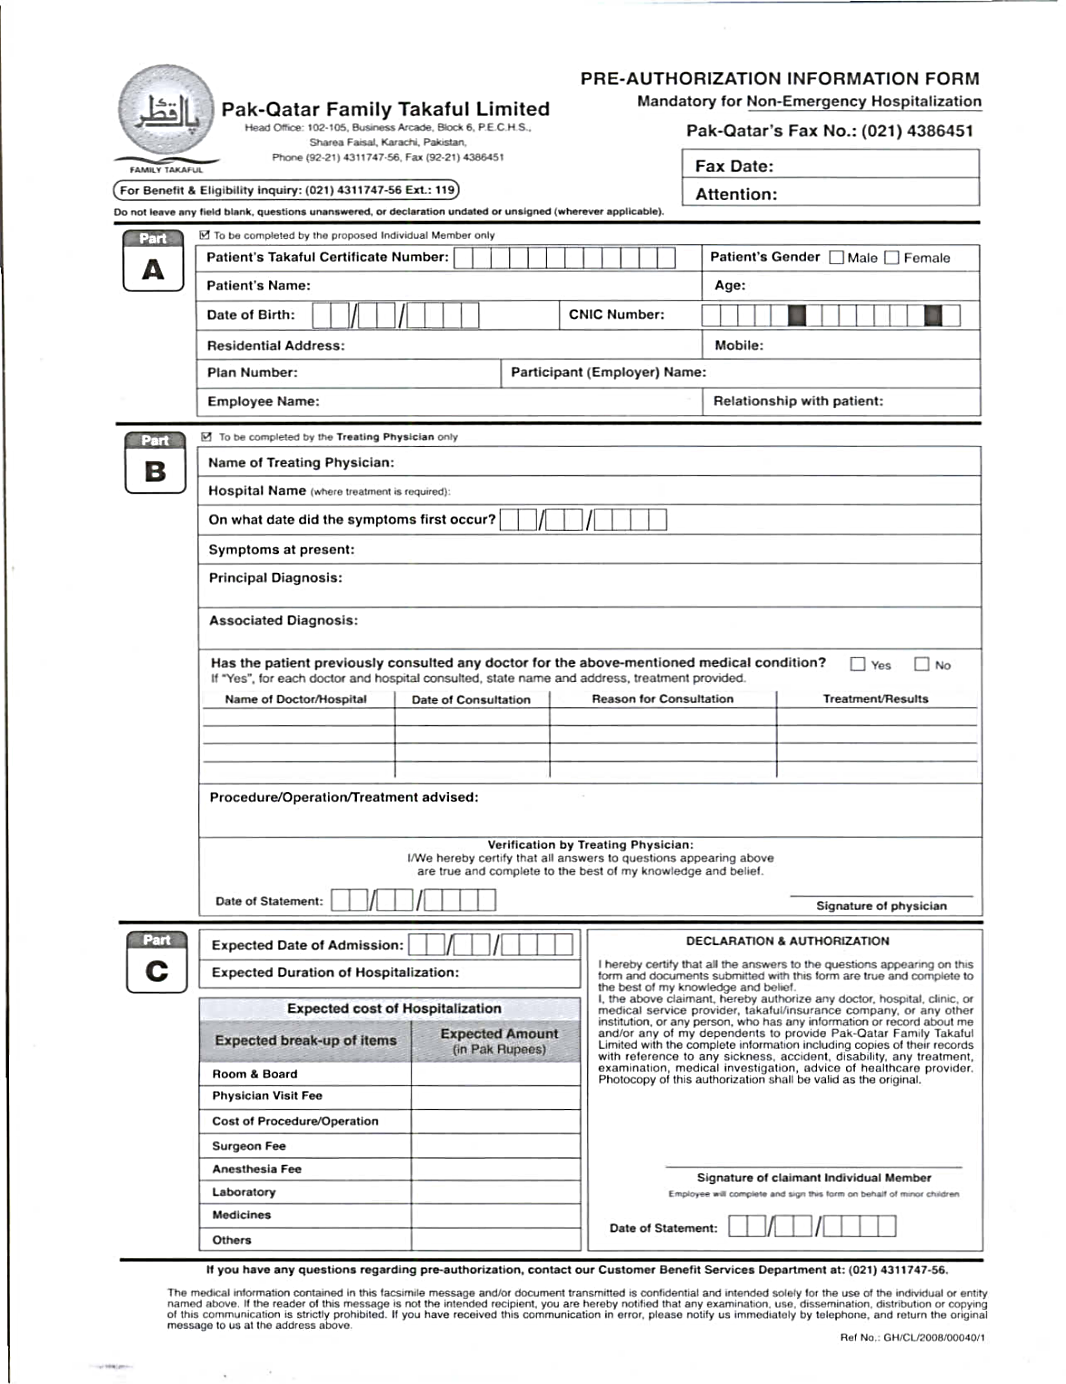 PRE-AUTHORIZATION INFORMATION FORM
Mandatory for Non-Emergency Hospitalization
Pak-Qatar's Fax No.: (021) 4386451
پاک قطر
FAMILY TAKAFUL
Pak-Qatar Family Takaful Limited
Head Office: 102-105, Business Arcade, Block 6, P.E.C.H.S.,
Sharea Faisal, Karachi, Pakistan,
Phone (92-21) 4311747-56, Fax (92-21) 4386451
Fax Date:
Attention:
For Benefit & Eligibility Inquiry: (021) 4311747-56 Ext.: 119
Do not leave any field blank, questions unanswered, or declaration undated or unsigned (wherever applicable).
Part
A
To be completed by the proposed Individual Member only
Patient's Takaful Certificate Number:
Patient's Gender Male Female
Patient's Name:
Age:
Date of Birth: / /
CNIC Number:
Residential Address:
Mobile:
Plan Number:
Participant (Employer) Name:
Employee Name:
Relationship with patient:
Part
B
To be completed by the Treating Physician only
Name of Treating Physician:
Hospital Name (where treatment is required):
On what date did the symptoms first occur? / /
Symptoms at present:
Principal Diagnosis:
Associated Diagnosis:
Has the patient previously consulted any doctor for the above-mentioned medical condition? Yes No
If "Yes", for each doctor and hospital consulted, state name and address, treatment provided.
Name of Doctor/Hospital Date of Consultation Reason for Consultation Treatment/Results
Procedure/Operation/Treatment advised:
Verification by Treating Physician:
I/We hereby certify that all answers to questions appearing above
are true and complete to the best of my knowledge and belief.
Date of Statement: / /
Signature of physician
Part
C
Expected Date of Admission: / /
Expected Duration of Hospitalization:
Expected cost of Hospitalization
Expected break-up of items
Expected Amount
(in Pak Rupees)
Room & Board
Physician Visit Fee
Cost of Procedure/Operation
Surgeon Fee
Anesthesia Fee
Laboratory
Medicines
Others
DECLARATION & AUTHORIZATION
I hereby certify that all the answers to the questions appearing on this
form and documents submitted with this form are true and complete to
the best of my knowledge and belief.
I, the above claimant, hereby authorize any doctor, hospital, clinic, or
medical service provider, takaful/insurance company, or any other
institution, or any person, who has any information or record about me
and/or any of my dependents to provide Pak-Qatar Family Takaful
Limited with the complete information including copies of their records
with reference to any sickness, accident, disability, any treatment,
examination, medical investigation, advice of healthcare provider.
Photocopy of this authorization shall be valid as the original.
Signature of claimant Individual Member
Employee will complete and sign this form on behalf of minor children
Date of Statement: / /
If you have any questions regarding pre-authorization, contact our Customer Benefit Services Department at: (021) 4311747-56.
The medical information contained in this facsimile message and/or document transmitted is confidential and intended solely for the use of the individual or entity
named above. If the reader of this message is not the intended recipient, you are hereby notified that any examination, use, dissemination, distribution or copying
of this communication is strictly prohibited. If you have received this communication in error, please notify us immediately by telephone, and return the original
message to us at the address above.
Ref No.: GH/CL/2008/00040/1